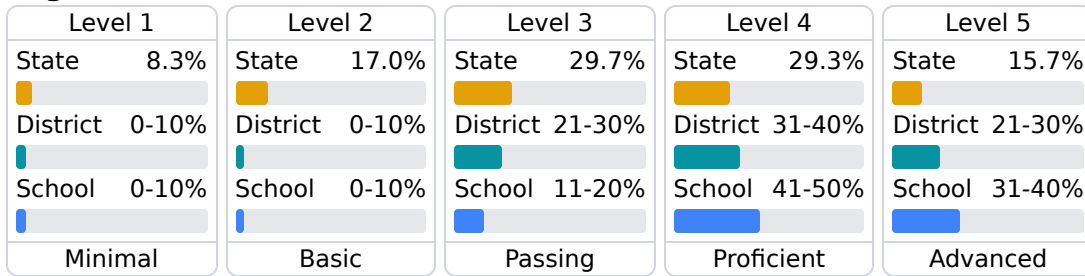 Level 1
State 8.3%
District 0-10%
School 0-10%
Minimal
Level 2
State 17.0%
District 0-10%
School 0-10%
Basic
Level 3
State 29.7%
District 21-30%
School 11-20%
Passing
Level 4
State 29.3%
District 31-40%
School 41-50%
Proficient
Level 5
State 15.7%
District 21-30%
School 31-40%
Advanced